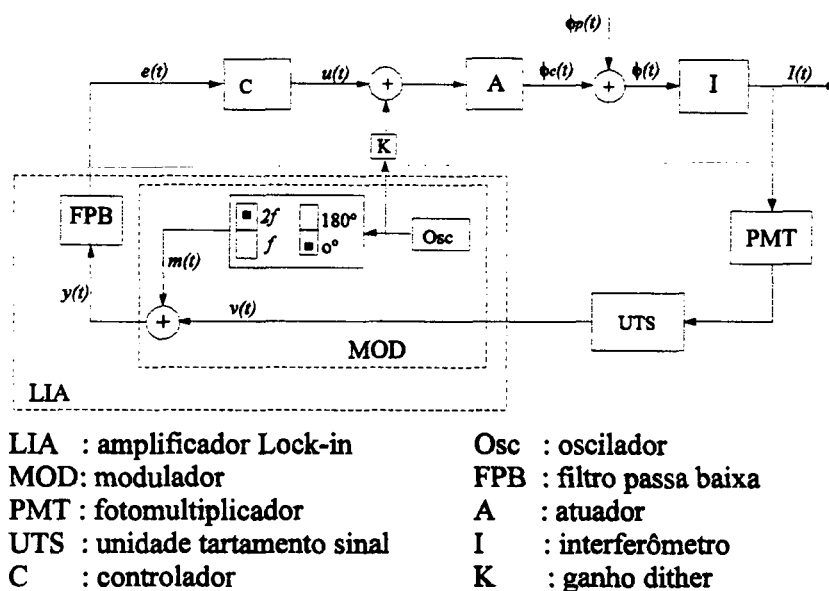 ϕp(t)
e(t) C u(t) + A ϕc(t) + ϕ(t) I I(t)
K
FPB 2f 180° Osc PMT
f o°
m(t)
y(t) + v(t) UTS
MOD
LIA
LIA : amplificador Lock-in
MOD: modulador
PMT : fotomultiplicador
UTS : unidade tartamento sinal
C : controlador
Osc : oscilador
FPB : filtro passa baixa
A : atuador
I : interferômetro
K : ganho dither